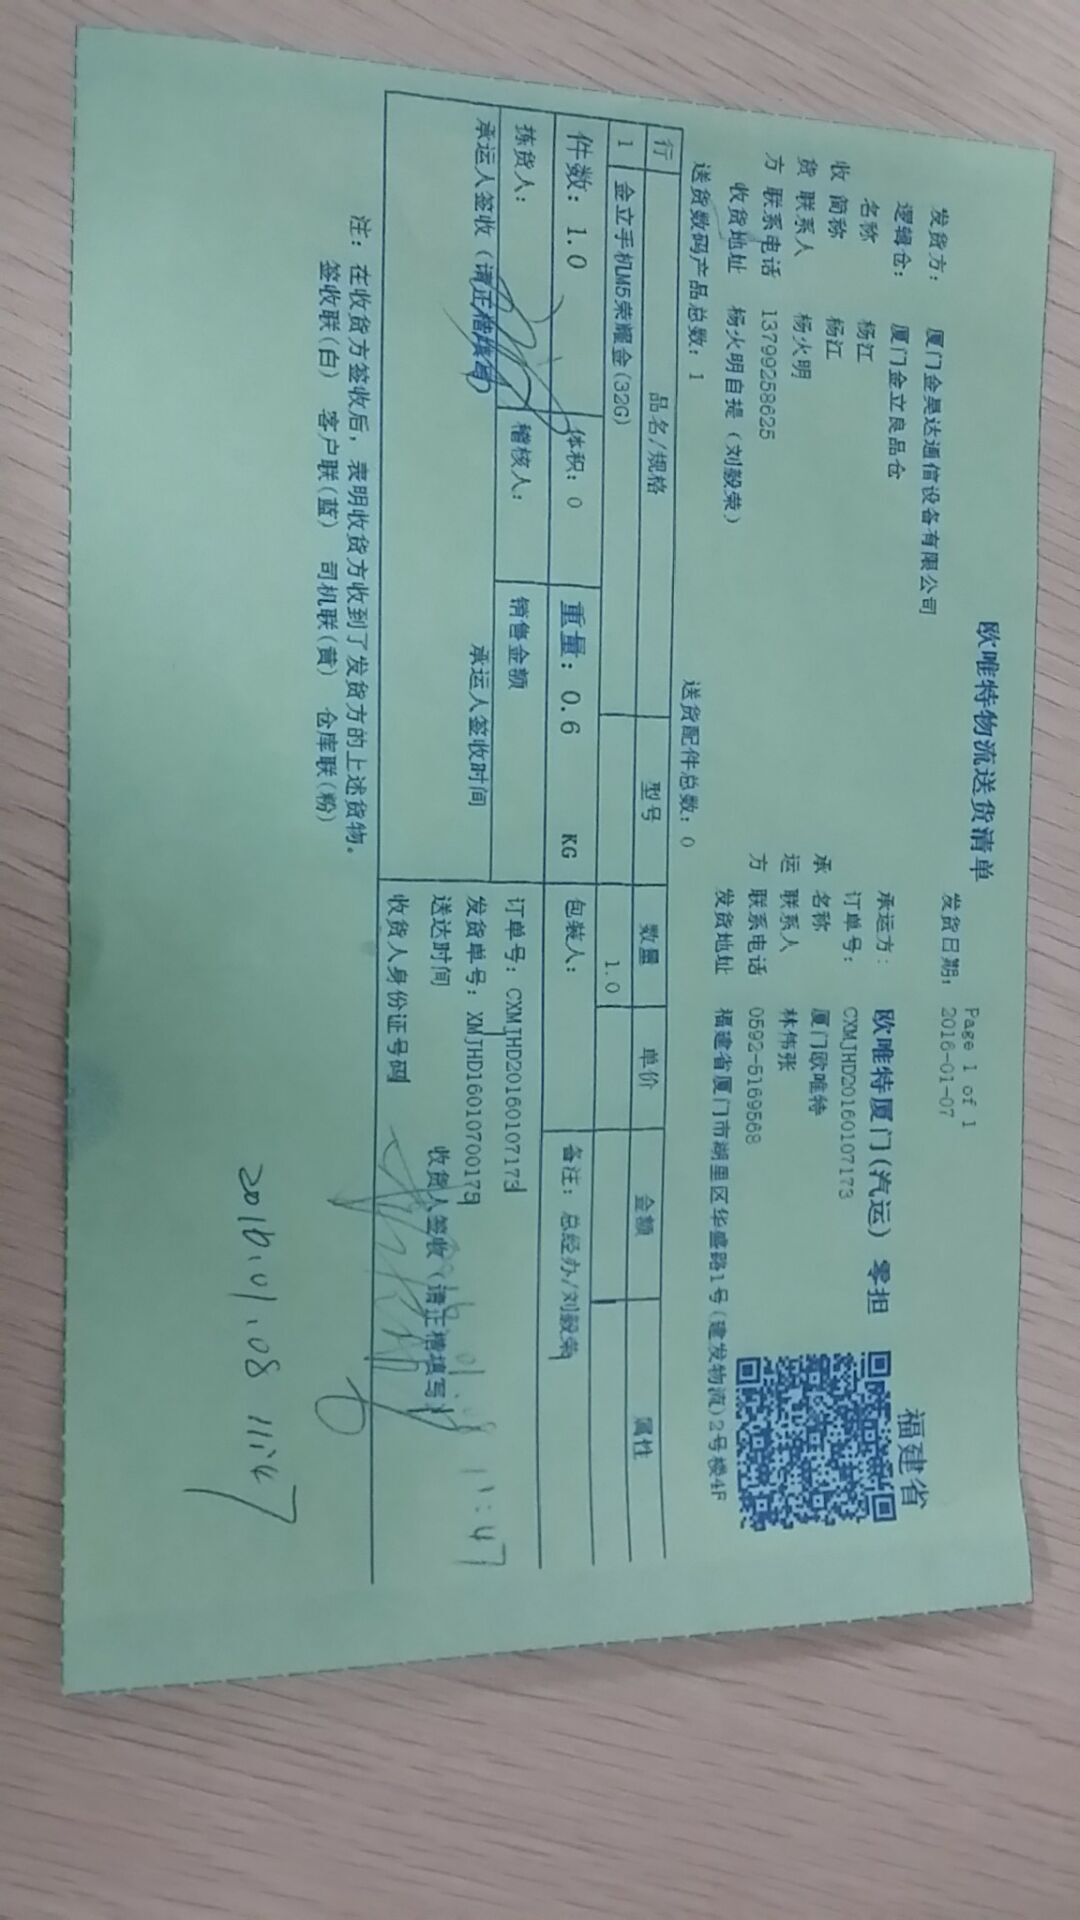 欧唯特物流送货清单
Page 1 of 1
福建省
发货日期： 2016-01-07
发货方： 厦门金昊达通信设备有限公司
承运方： 欧唯特厦门(汽运) 零担
逻辑仓： 厦门金立良品仓
订单号： CXMJHD20160107173
收货方
名称 杨江
简称 杨江
联系人 杨火明
联系电话 13799258625
收货地址 杨火明自提（刘毅荣）
承运方
名称 厦门欧唯特
联系人 林伟张
联系电话 0592-5169568
发货地址 福建省厦门市湖里区华盛路1号(建发物流)2号楼4F
送货数码产品总数：1 送货配件总数：0
行 品名/规格 型号 数量 单价 金额 属性
1 金立手机M5荣耀金(32G) 1.0
件数：1.0 体积：0 重量：0.6 KG 包装人： 备注：总经办/刘毅荣
拣货人： 稽核人： 销售金额 订单号：CXMJHD20160107173
发货单号：XMJHD16010700175
承运人签收（请正楷填写） 承运人签收时间
送达时间 收货人签收（请正楷填写）
11:47
收货人身份证号码
注：在收货方签收后，表明收货方收到了发货方的上述货物。
签收联(白) 客户联(蓝) 司机联(黄) 仓库联(粉)
2016.01.08 11:47